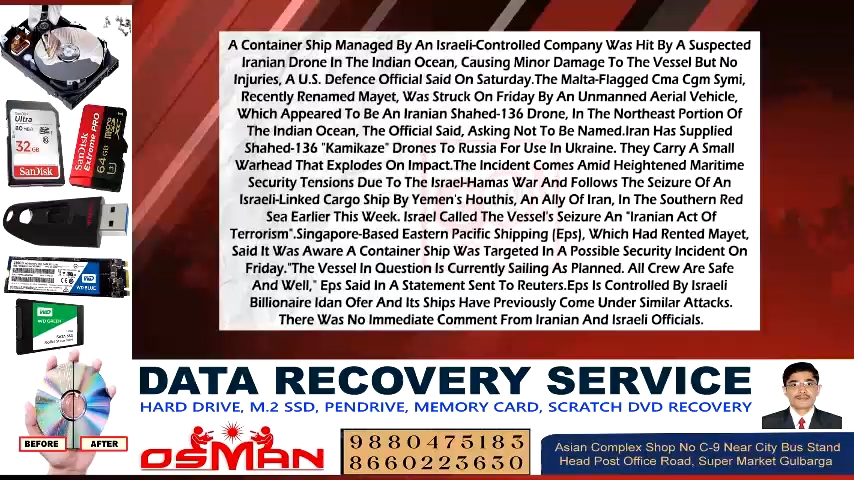 A Container Ship Managed By An Israeli-Controlled Company Was Hit By A Suspected
Iranian Drone In The Indian Ocean, Causing Minor Damage To The Vessel But No
Injuries, A U.S. Defence Official Said On Saturday.The Malta-Flagged Cma Cgm Symi,
Recently Renamed Mayet, Was Struck On Friday By An Unmanned Aerial Vehicle,
Which Appeared To Be An Iranian Shahed-136 Drone, In The Northeast Portion Of
The Indian Ocean, The Official Said, Asking Not To Be Named.Iran Has Supplied
Shahed-136 "Kamikaze" Drones To Russia For Use In Ukraine. They Carry A Small
Warhead That Explodes On Impact.The Incident Comes Amid Heightened Maritime
Security Tensions Due To The Israel-Hamas War And Follows The Seizure Of An
Israeli-Linked Cargo Ship By Yemen's Houthis, An Ally Of Iran, In The Southern Red
Sea Earlier This Week. Israel Called The Vessel's Seizure An "Iranian Act Of
Terrorism".Singapore-Based Eastern Pacific Shipping (Eps), Which Had Rented Mayet,
Said It Was Aware A Container Ship Was Targeted In A Possible Security Incident On
Friday."The Vessel In Question Is Currently Sailing As Planned. All Crew Are Safe
And Well," Eps Said In A Statement Sent To Reuters.Eps Is Controlled By Israeli
Billionaire Idan Ofer And Its Ships Have Previously Come Under Similar Attacks.
There Was No Immediate Comment From Iranian And Israeli Officials.
SanDisk
Ultra
32 GB
SanDisk
SanDisk
Extreme PRO
64 GB
WD BLUE
WD
WD GREEN
BEFORE
AFTER
DATA RECOVERY SERVICE
HARD DRIVE, M.2 SSD, PENDRIVE, MEMORY CARD, SCRATCH DVD RECOVERY
OSMAN
9880475183
8660223630
Asian Complex Shop No C-9 Near City Bus Stand
Head Post Office Road, Super Market Gulbarga